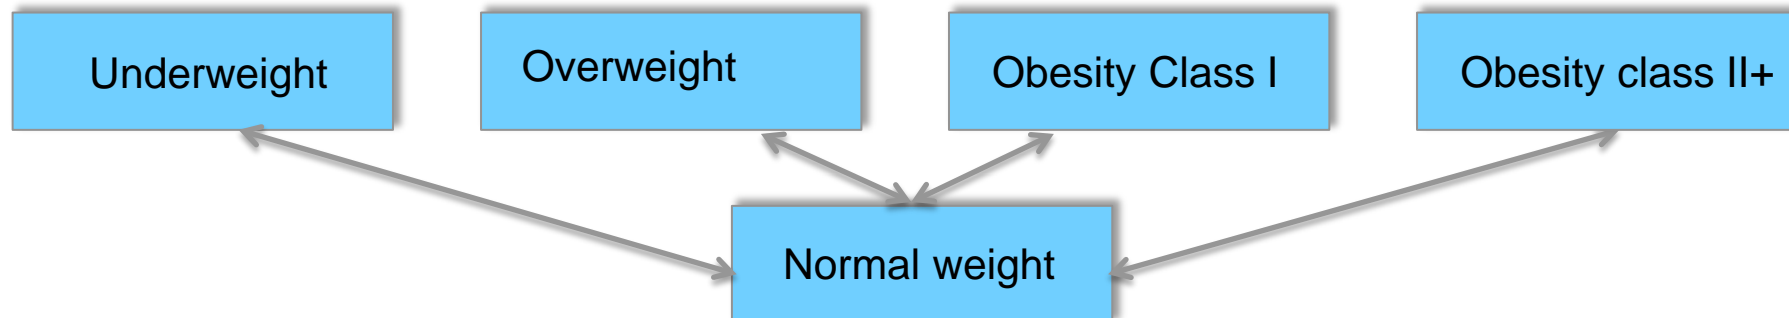 Underweight
Overweight
Obesity Class I
Obesity class II+
Normal weight